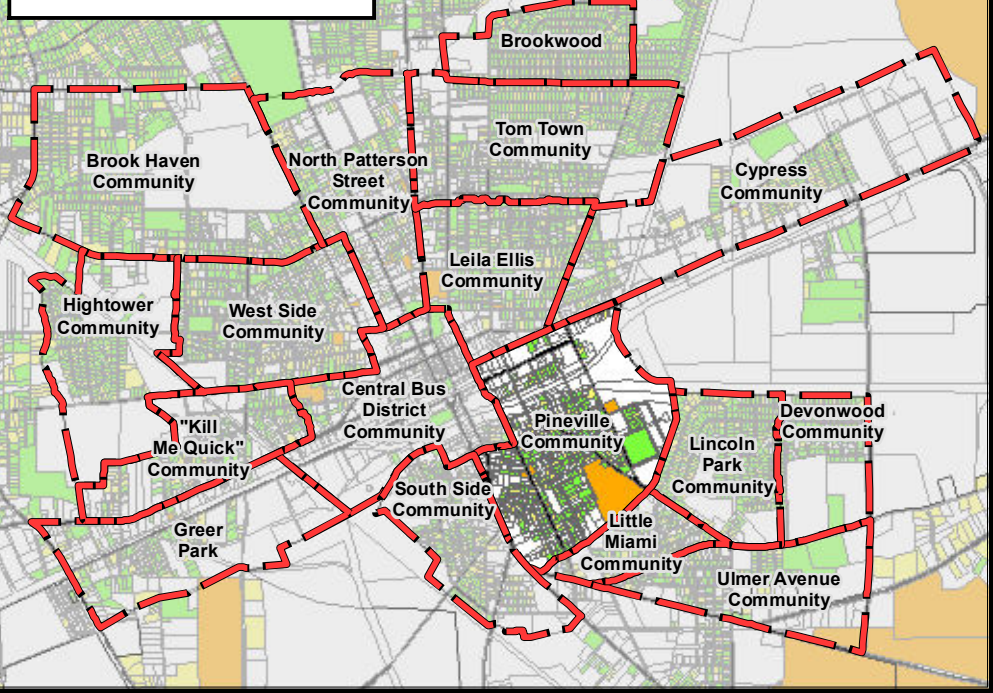 Brookwood
Tom Town
Community
Brook Haven
Community
North Patterson
Street
Community
Cypress
Community
Leila Ellis
Community
Hightower
Community
West Side
Community
Central Bus
District
Community
Pineville
Community
Devonwood
Community
"Kill
Me Quick"
Community
Lincoln
Park
Community
South Side
Community
Greer
Park
Little
Miami
Community
Ulmer Avenue
Community